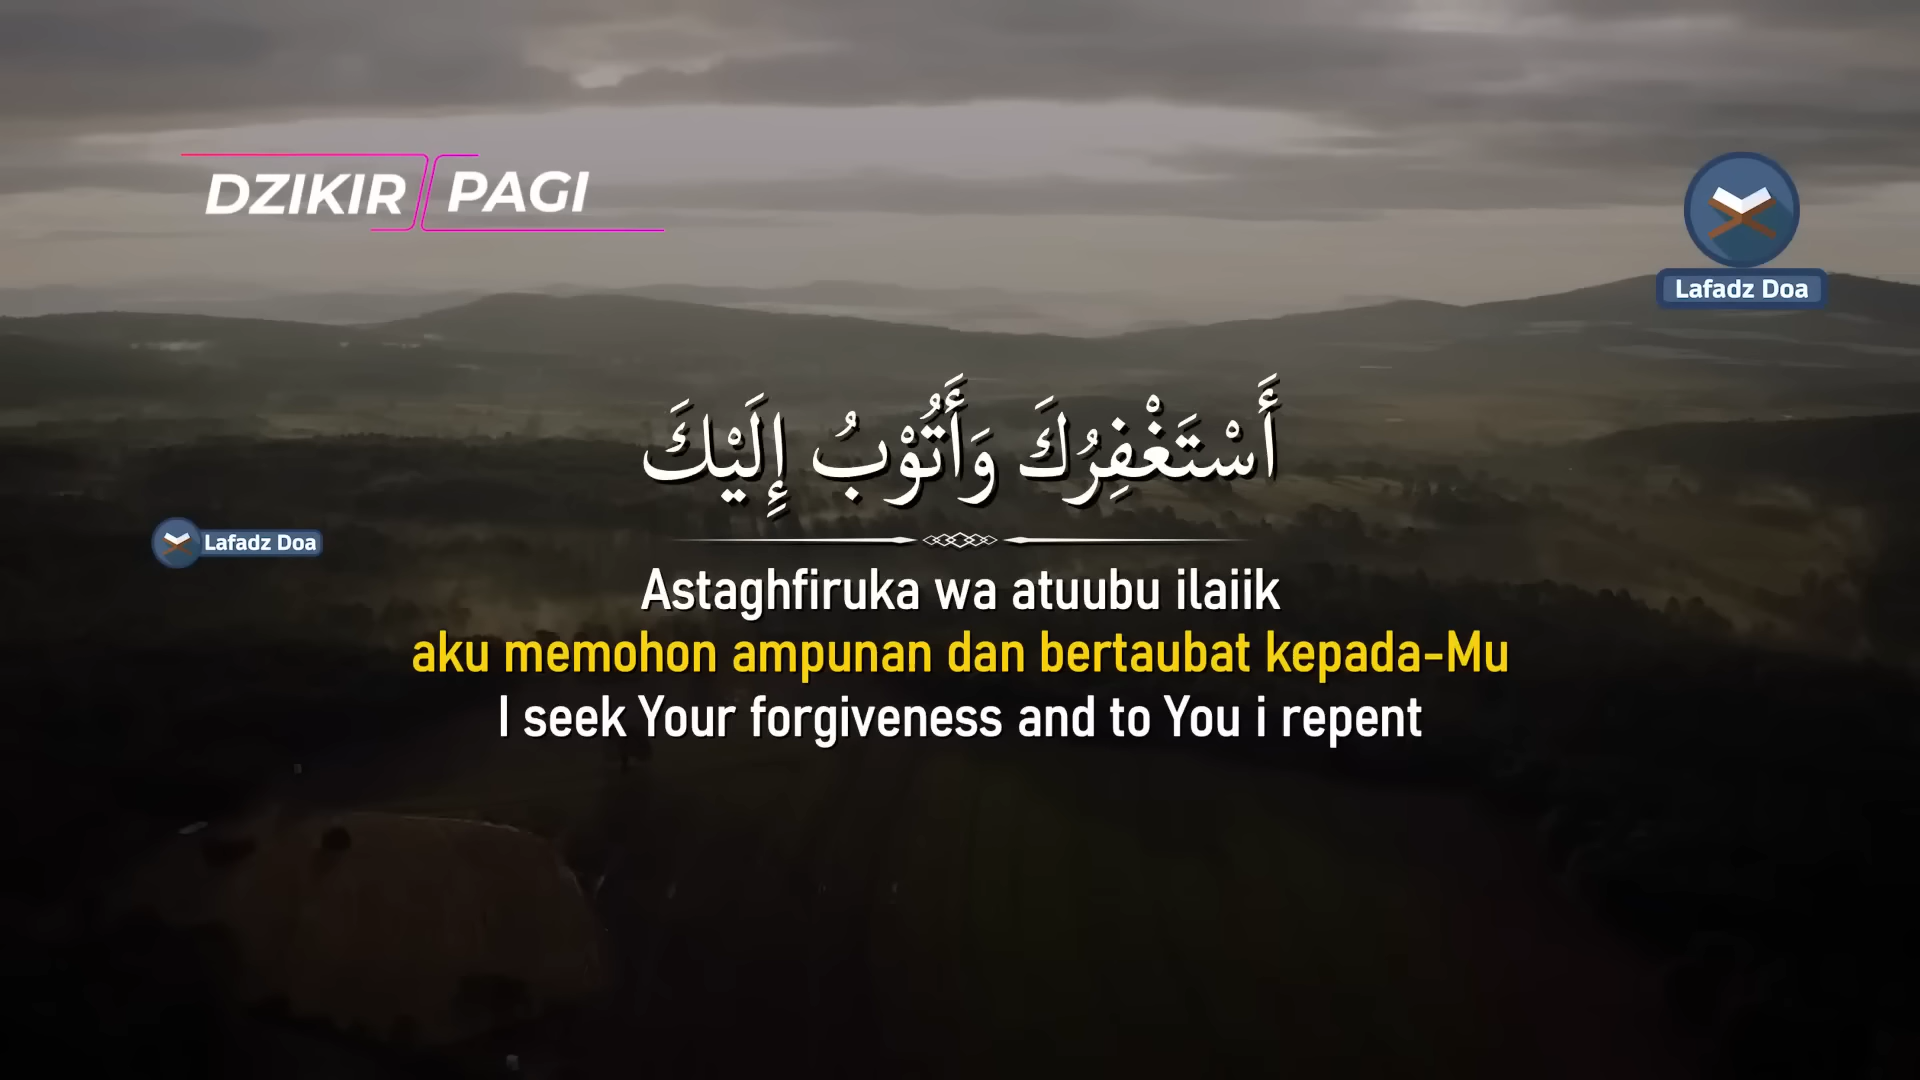 DZIKIR PAGI
Lafadz Doa
أَسْتَغْفِرُكَ وَأَتُوْبُ إِلَيْكَ
Lafadz Doa
Astaghfiruka wa atuubu ilaiik
aku memohon ampunan dan bertaubat kepada-Mu
I seek Your forgiveness and to You i repent